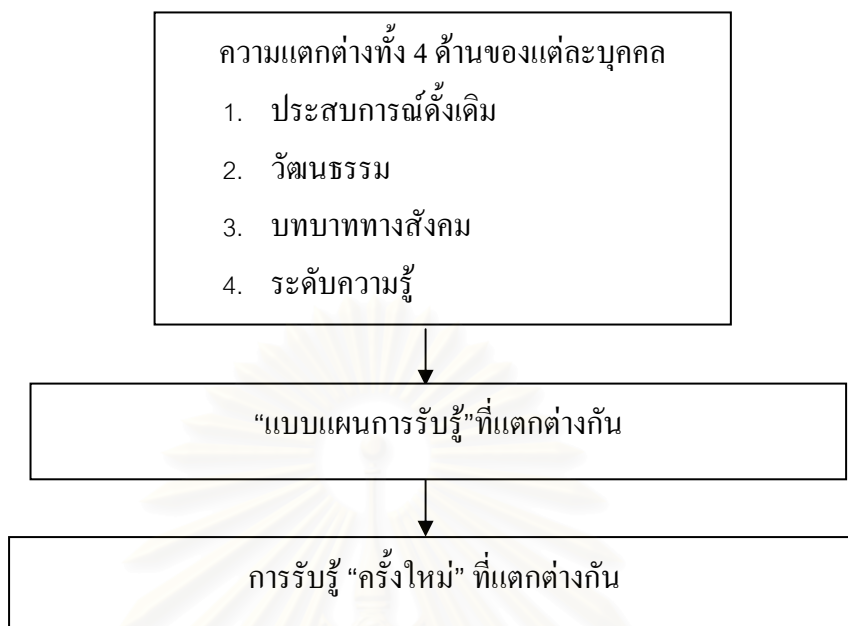 ความแตกต่างทั้ง 4 ด้านของแต่ละบุคคล
1. ประสบการณ์ดั้งเดิม
2. วัฒนธรรม
3. บทบาททางสังคม
4. ระดับความรู้
“แบบแผนการรับรู้”ที่แตกต่างกัน
การรับรู้ “ครั้งใหม่” ที่แตกต่างกัน